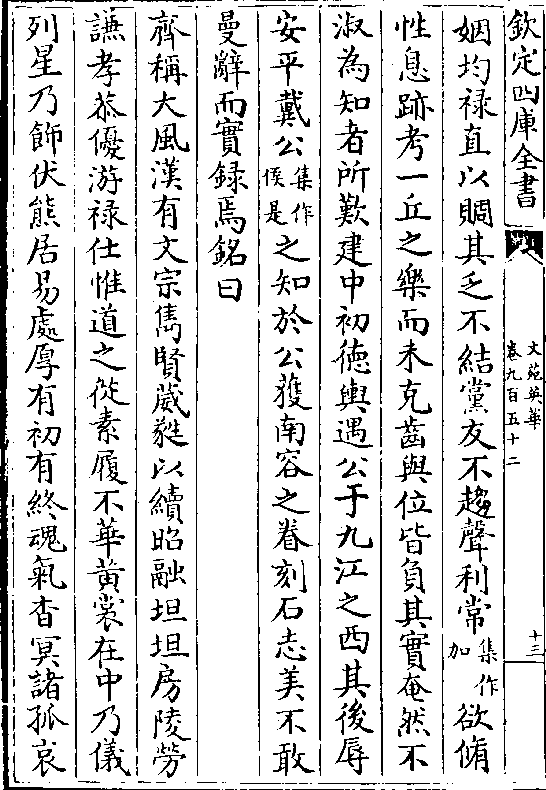 欽定四庫全書
文苑英華
卷九百五十二
十三
姻均禄直以賙其乏不結黨友不趨聲利常集作加欲脩
性息跡考一丘之樂而未克齒與位皆負其實奄然不
淑為知者所歎建中初徳輿遇公于九江之西其後辱
安平戴公集作侯是之知於公獲南容之眷刻石志美不敢
曼辭而實録焉銘曰
齊稱大風漢有文宗雋賢葳蕤以續昭融坦坦房陵勞
謙孝恭優游禄仕惟道之從素履不華黄裳在中乃儀
列星乃飾伏熊居易處厚有初有終魂氣杳冥諸孤哀